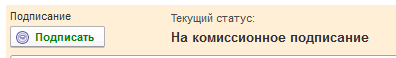 Подписание
Текущий статус:
Подписать
На комиссионное подписание